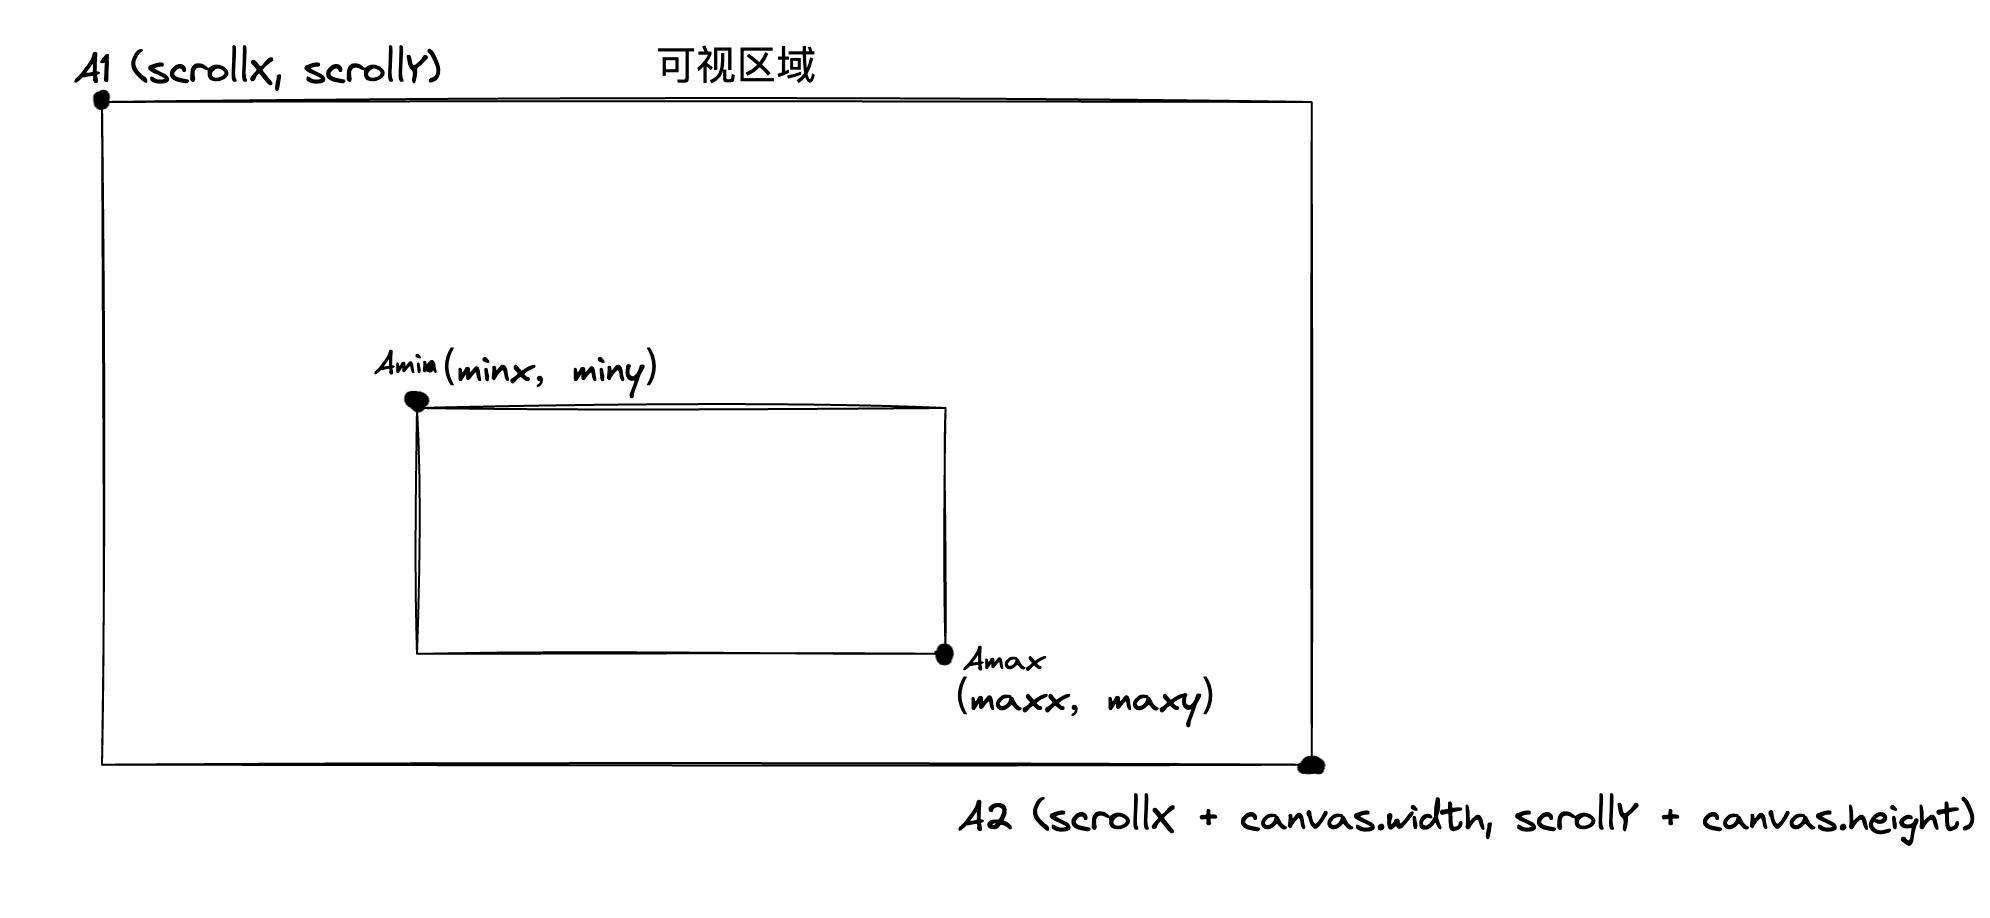 A1 (scrollX, scrollY)
可视区域
Amin (minx, miny)
Amax
(maxx, maxy)
A2 (scrollX + canvas.width, scrollY + canvas.height)